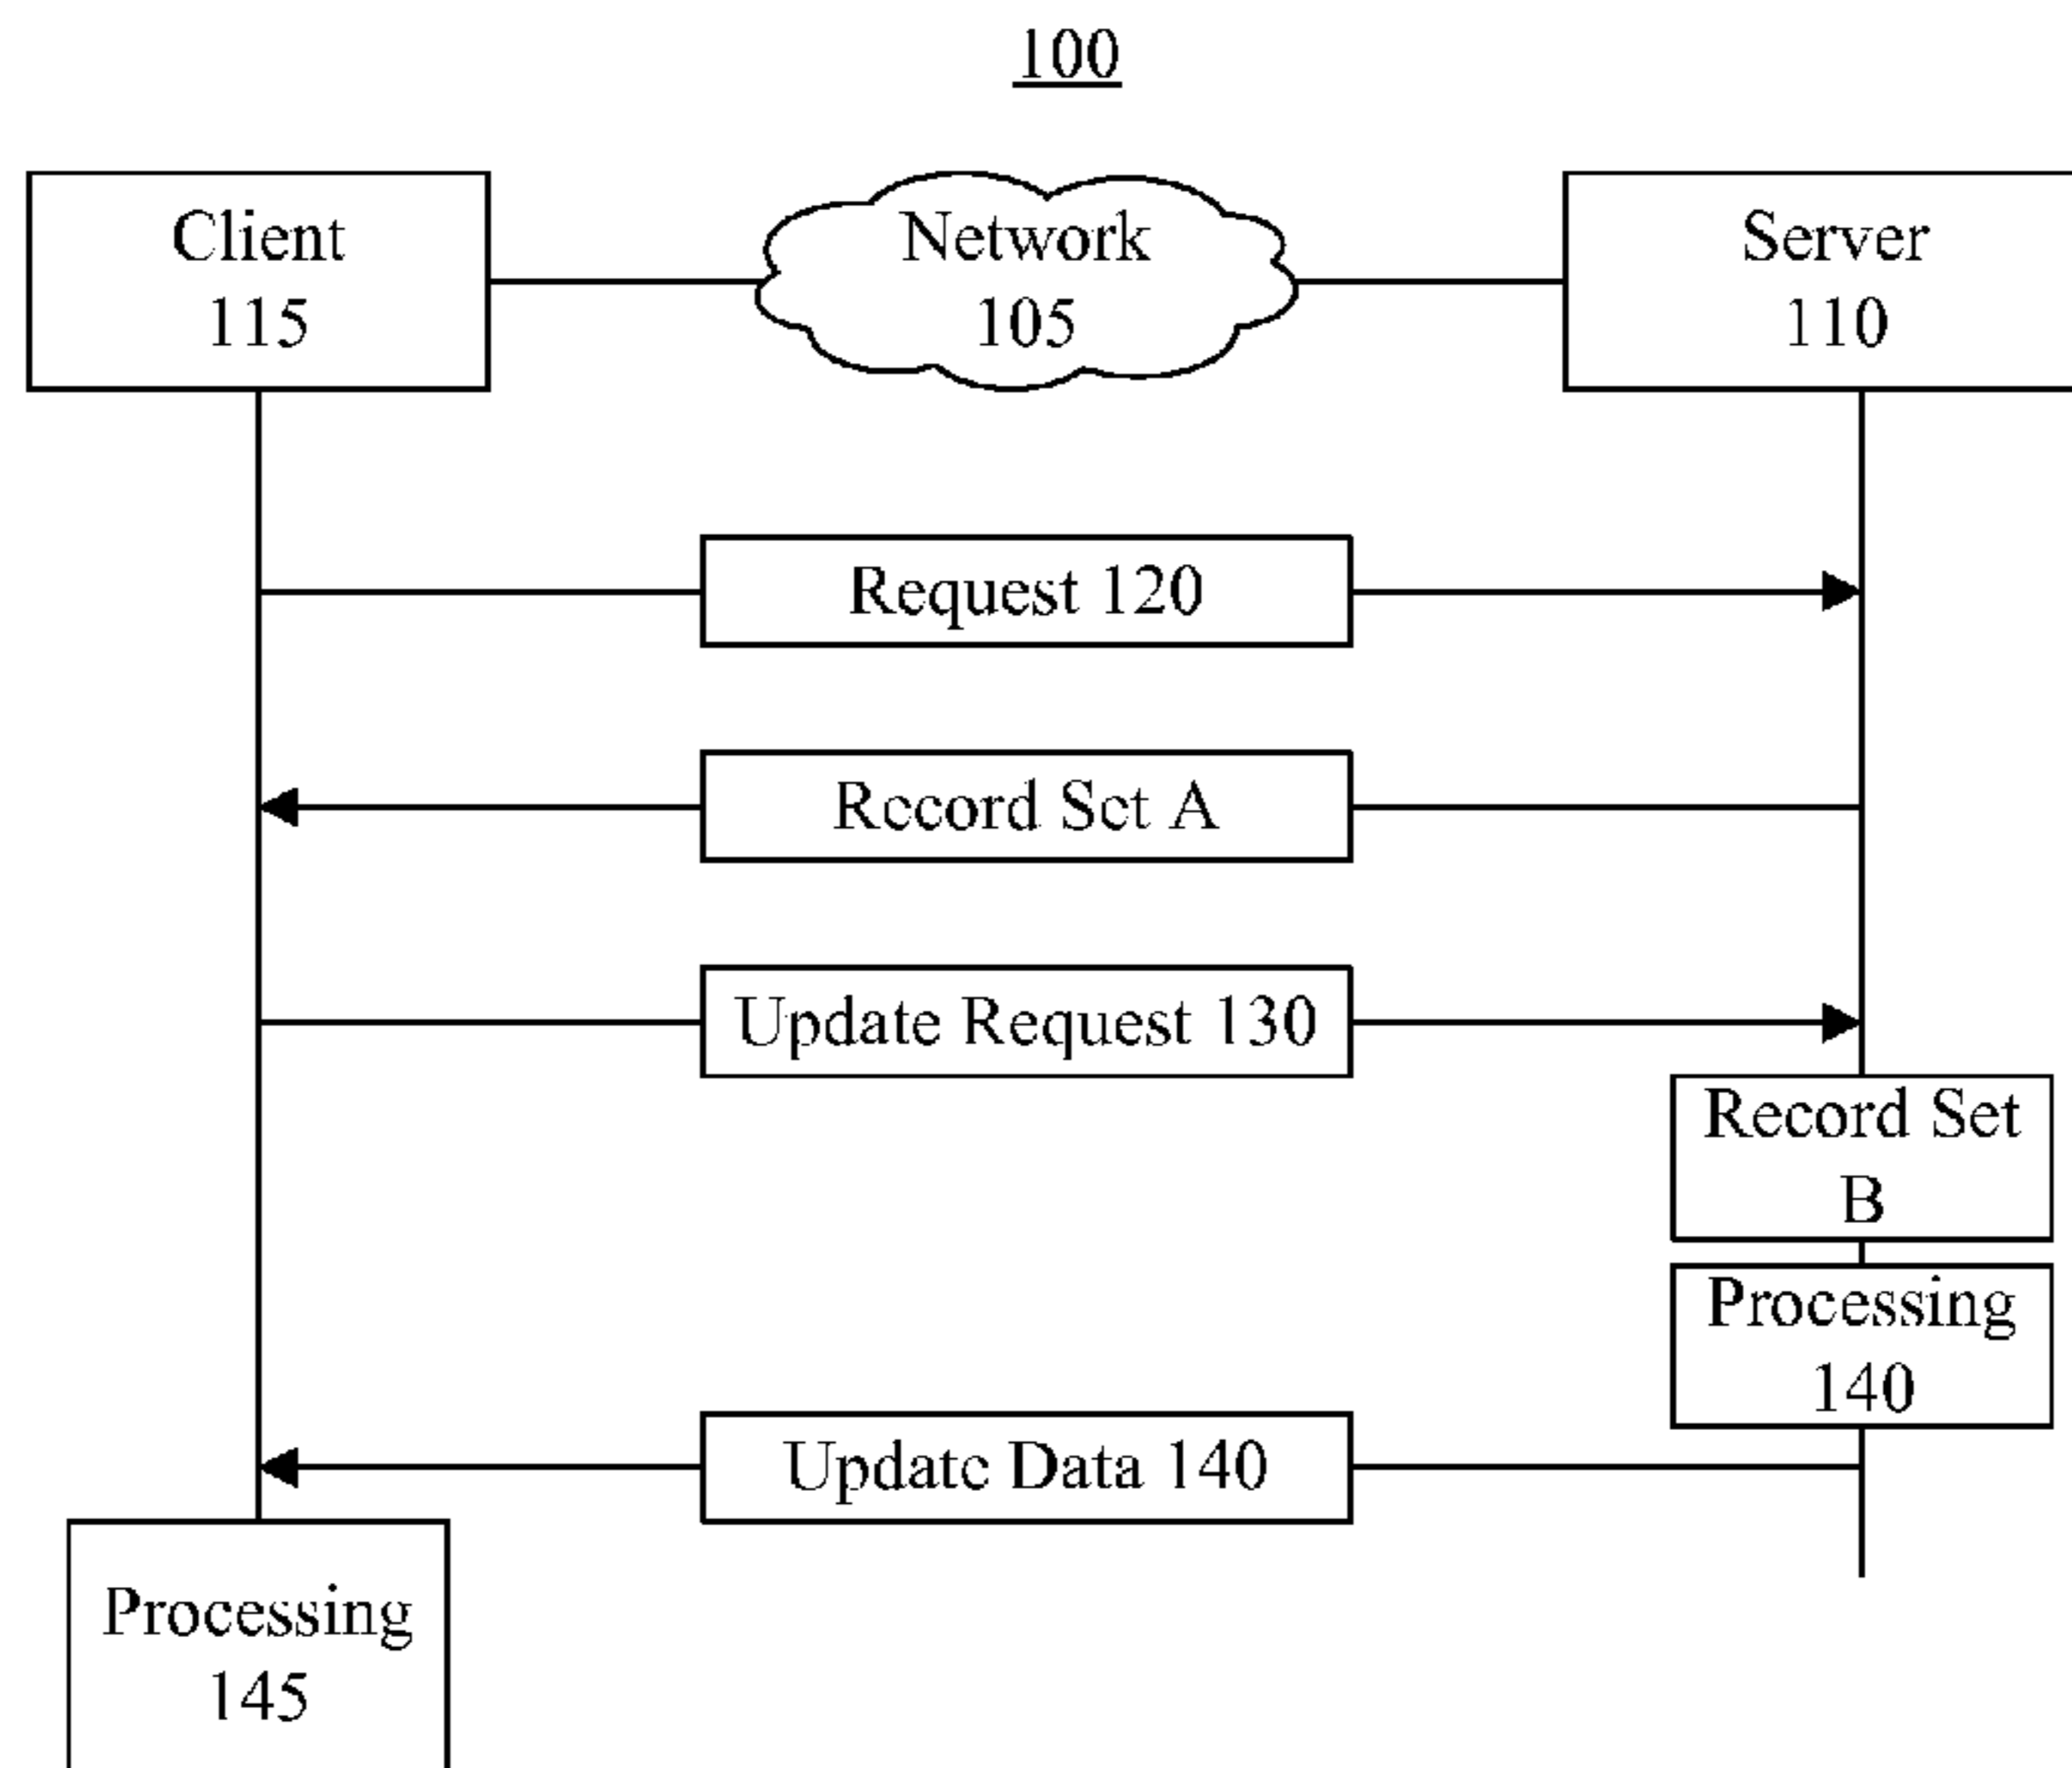 100
Client
115
Network
105
Server
110
Request 120
Record Set A
Update Request 130
Record Set
B
Processing
140
Update Data 140
Processing
145